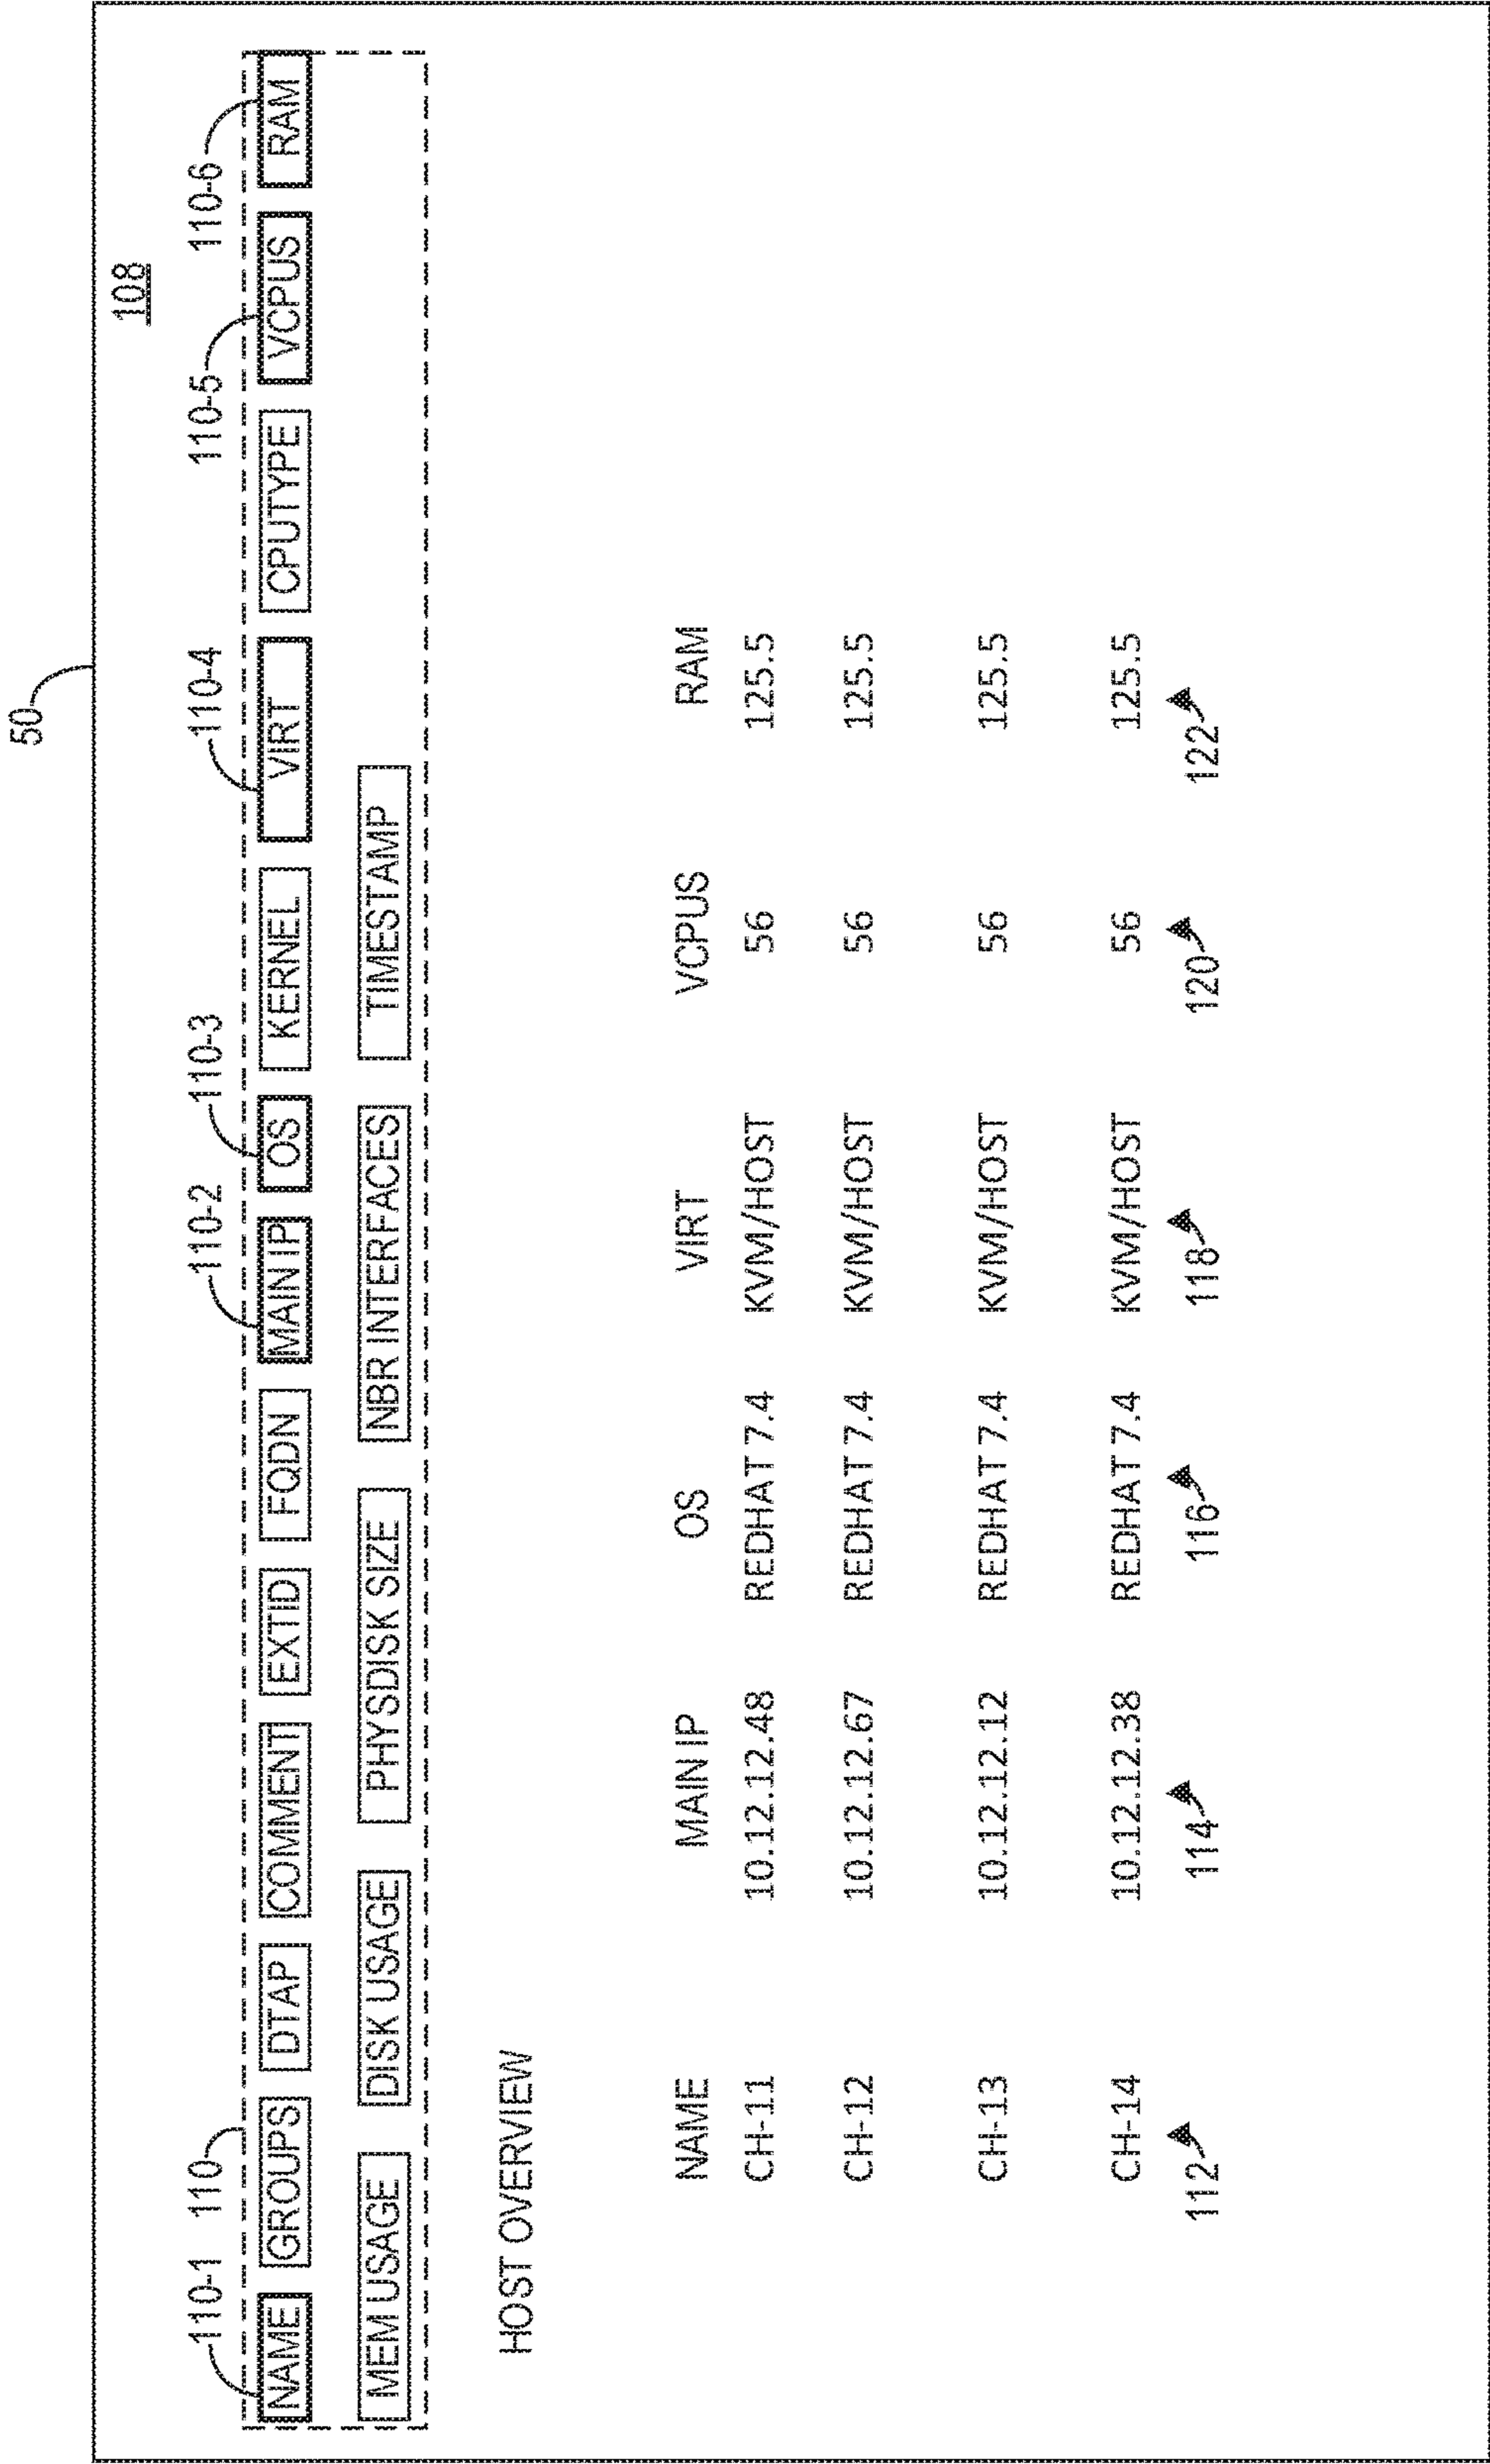 50
108
110-1 110 110-2 110-3 110-4 110-5 110-6
NAME GROUPS DTAP COMMENT EXTID FQDN MAIN IP OS KERNEL VIRT CPUTYPE VCPUS RAM
MEM USAGE DISK USAGE PHYSDISK SIZE NBR INTERFACES TIMESTAMP
HOST OVERVIEW
NAME MAIN IP OS VIRT VCPUS RAM
CH-11 10.12.12.48 REDHAT 7.4 KVM/HOST 56 125.5
CH-12 10.12.12.67 REDHAT 7.4 KVM/HOST 56 125.5
CH-13 10.12.12.12 REDHAT 7.4 KVM/HOST 56 125.5
CH-14 10.12.12.38 REDHAT 7.4 KVM/HOST 56 125.5
112 114 116 118 120 122